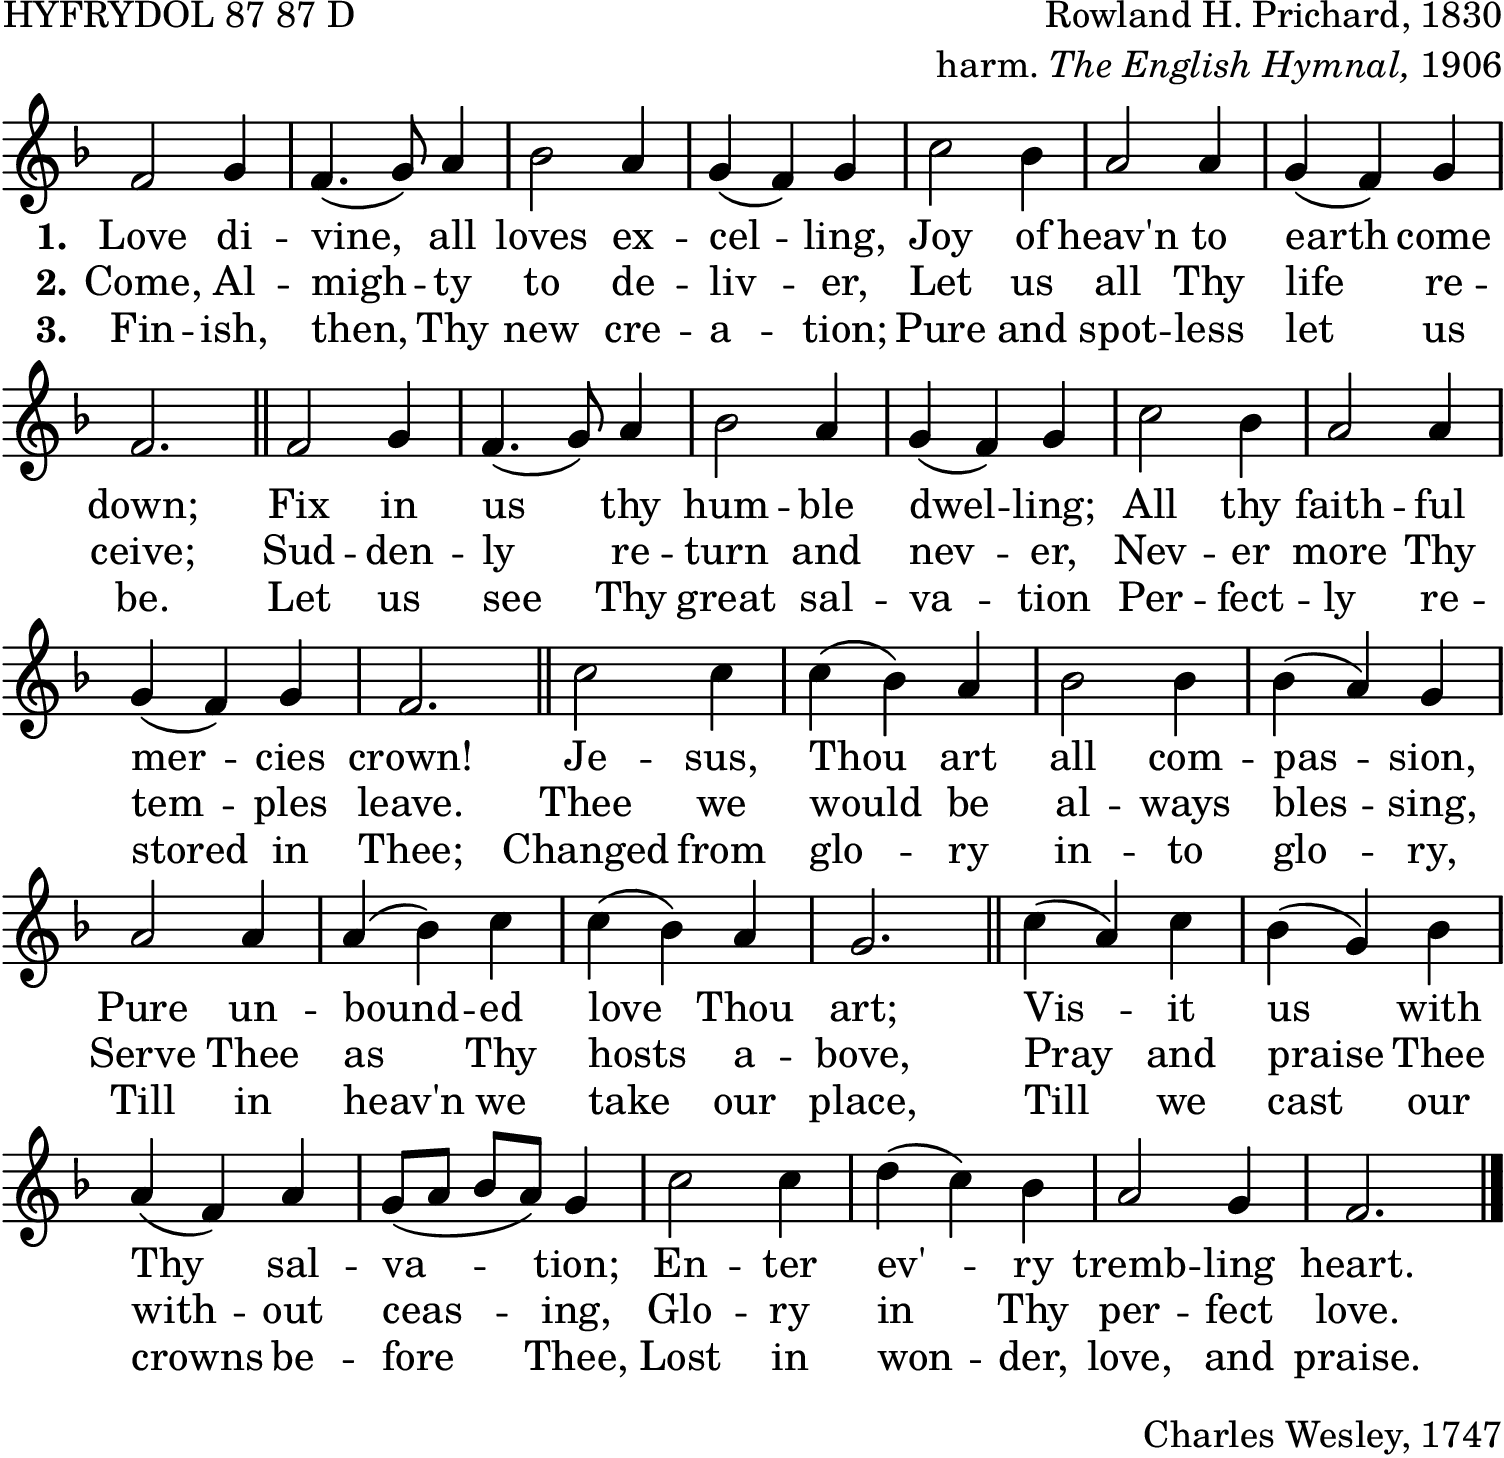 HYFRYDOL 87 87 D
Rowland H. Prichard, 1830
harm. The English Hymnal, 1906
1. Love di - vine, all loves ex - cel - ling, Joy of heav'n to earth come
2. Come, Al - migh - ty to de - liv - er, Let us all Thy life re -
3. Fin - ish, then, Thy new cre - a - tion; Pure and spot - less let us
down; Fix in us thy hum - ble dwel - ling; All thy faith - ful
ceive; Sud - den - ly re - turn and nev - er, Nev - er more Thy
be. Let us see Thy great sal - va - tion Per - fect - ly re -
mer - cies crown! Je - sus, Thou art all com - pas - sion,
tem - ples leave. Thee we would be al - ways bles - sing,
stored in Thee; Changed from glo - ry in - to glo - ry,
Pure un - bound - ed love Thou art; Vis - it us with
Serve Thee as Thy hosts a - bove, Pray and praise Thee
Till in heav'n we take our place, Till we cast our
Thy sal - va - tion; En - ter ev' - ry tremb - ling heart.
with - out ceas - ing, Glo - ry in Thy per - fect love.
crowns be - fore Thee, Lost in won - der, love, and praise.
Charles Wesley, 1747